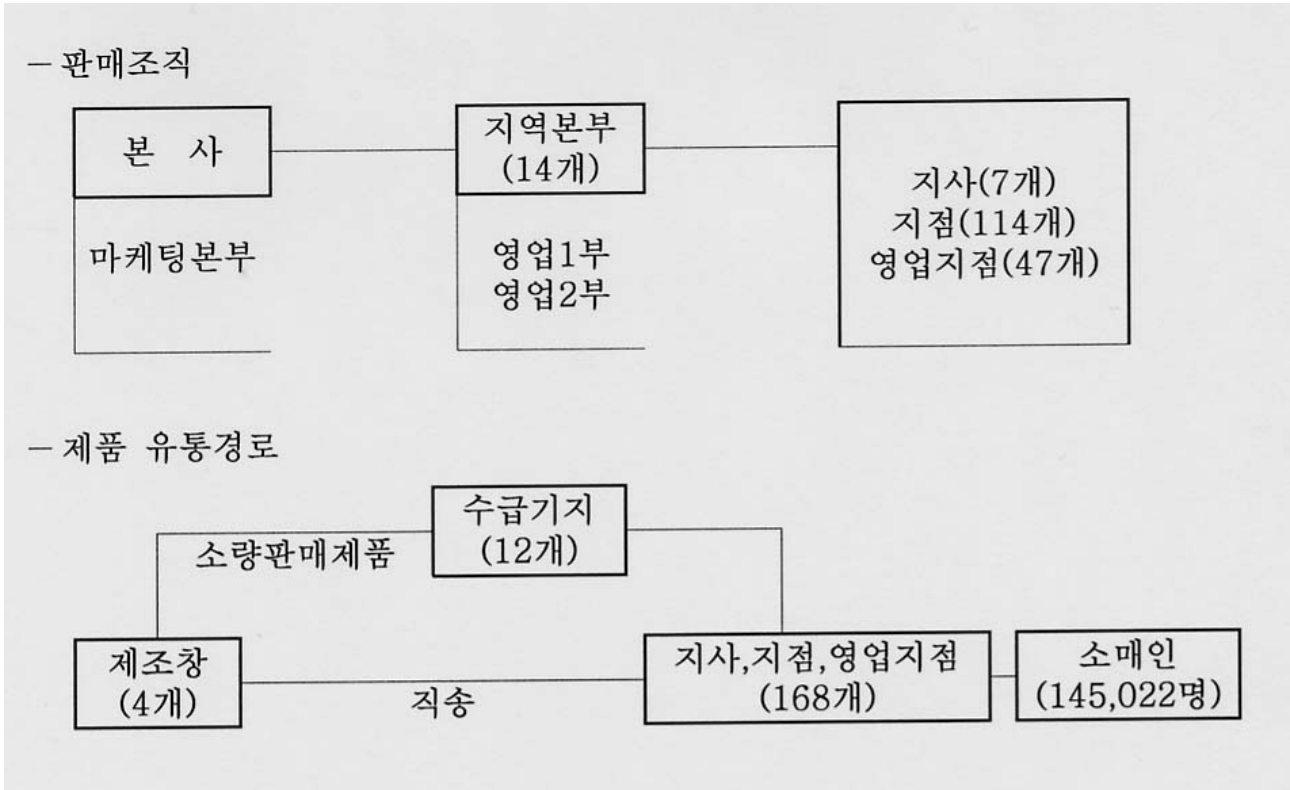 – 판매조직
본 사
지역본부
(14개)
지사(7개)
지점(114개)
영업지점(47개)
마케팅본부
영업1부
영업2부
– 제품 유통경로
수급기지
(12개)
소량판매제품
제조창
(4개)
직송
지사,지점,영업지점
(168개)
소매인
(145,022명)